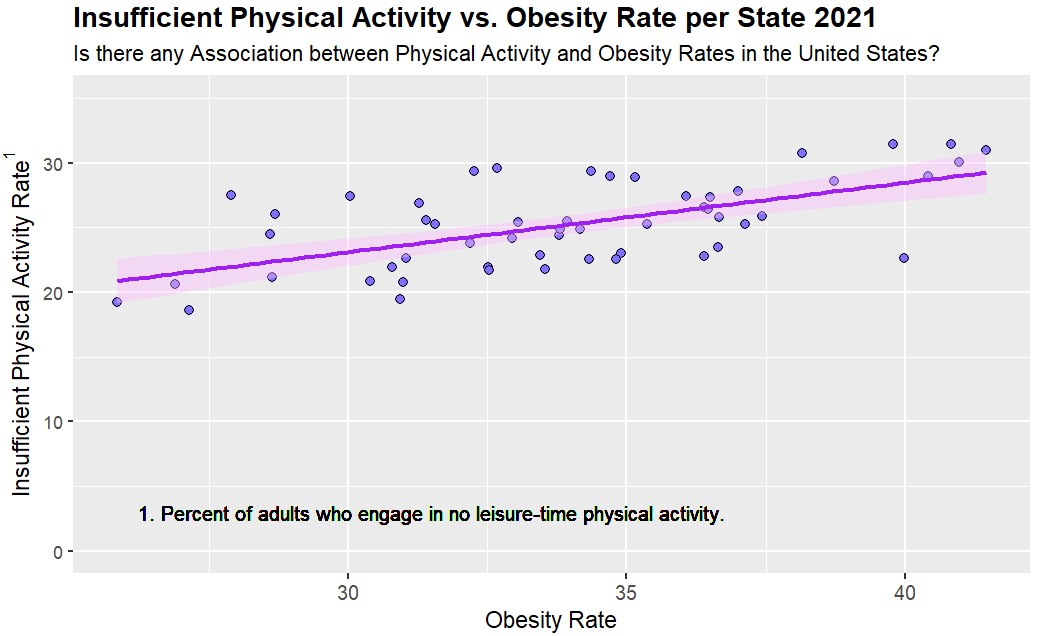 Insufficient Physical Activity vs. Obesity Rate per State 2021
Is there any Association between Physical Activity and Obesity Rates in the United States?
Insufficient Physical Activity Rate¹
30
20
10
0
1. Percent of adults who engage in no leisure-time physical activity.
30 35 40
Obesity Rate